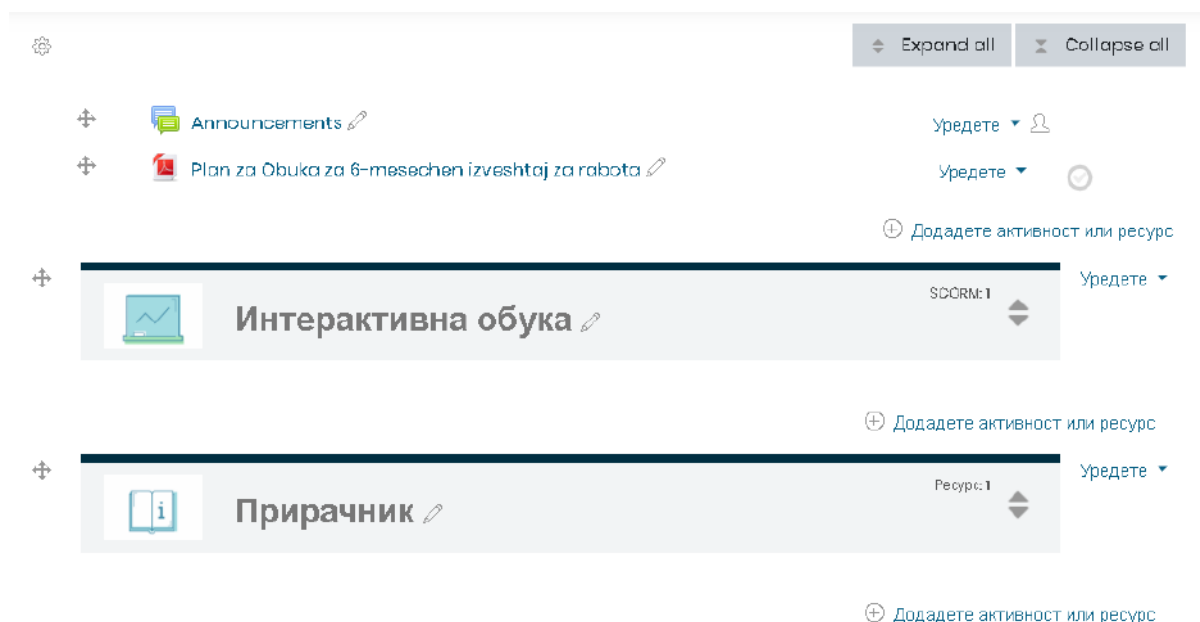 Expand all
Collapse all
Announcements
Уредете
Plan za Obuka za 6-mesechen izveshtaj za rabota
Уредете
Додадете активност или ресурс
Интерактивна обука
SCORM: 1
Уредете
Додадете активност или ресурс
i
Прирачник
Ресурс: 1
Уредете
Додадете активност или ресурс